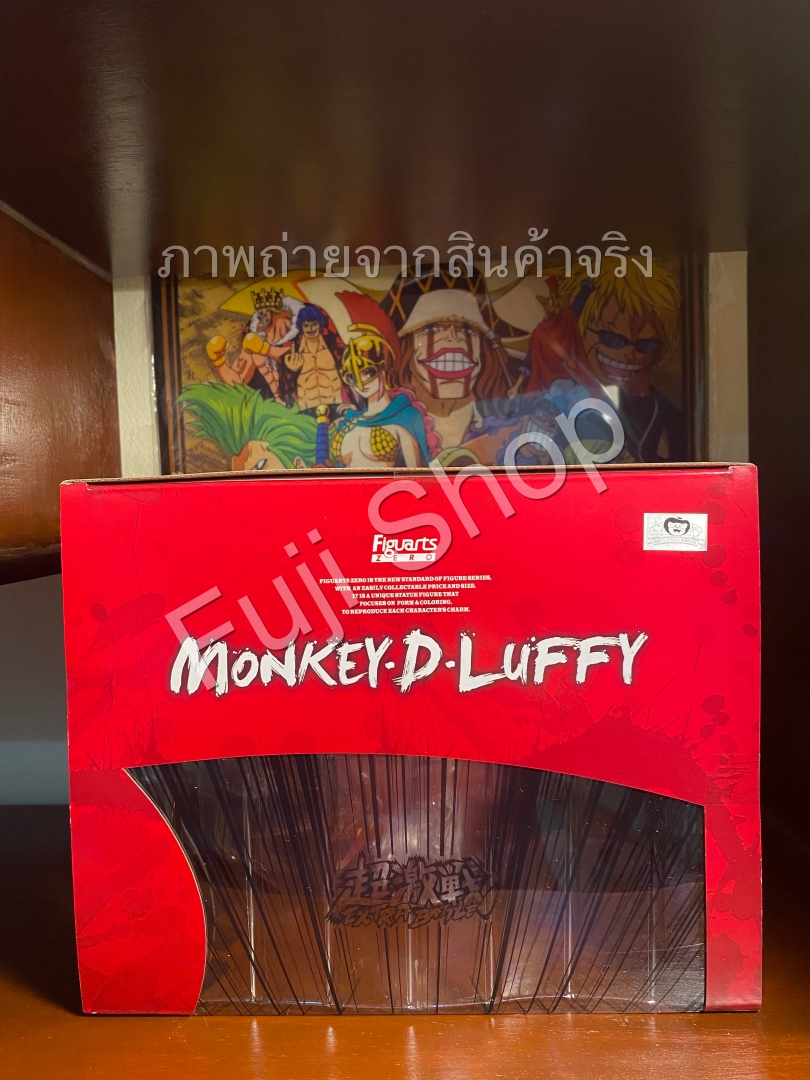 ภาพถ่ายจากสินค้าจริง
Fuji Shop
Figuarts
ZERO
FIGUARTS ZERO IS THE NEW STANDARD OF FIGURE SERIES,
WITH AN EASILY COLLECTABLE PRICE AND SIZE.
IT IS A UNIQUE STATUE FIGURE THAT
FOCUSES ON FORM & COLORING,
TO REPRODUCE EACH CHARACTER'S CHARM.
MONKEY·D·LUFFY
超激戦
EXTRA BATTLE